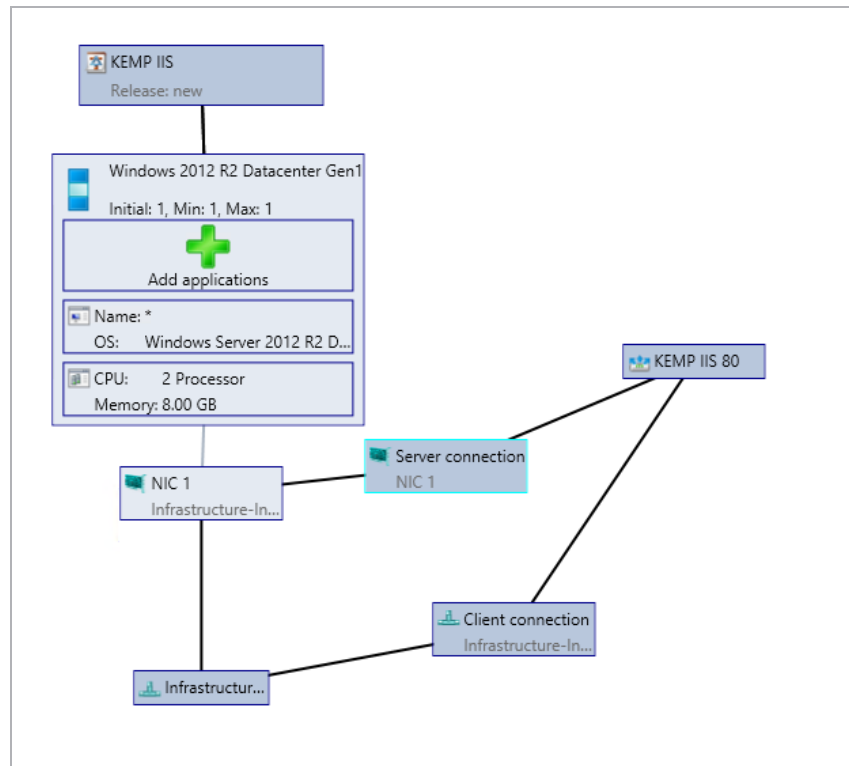 KEMP IIS
Release: new
Windows 2012 R2 Datacenter Gen1
Initial: 1, Min: 1, Max: 1
Add applications
Name: *
OS: Windows Server 2012 R2 D...
CPU: 2 Processor
Memory: 8.00 GB
KEMP IIS 80
Server connection
NIC 1
NIC 1
Infrastructure-In...
Client connection
Infrastructure-In...
Infrastructur...